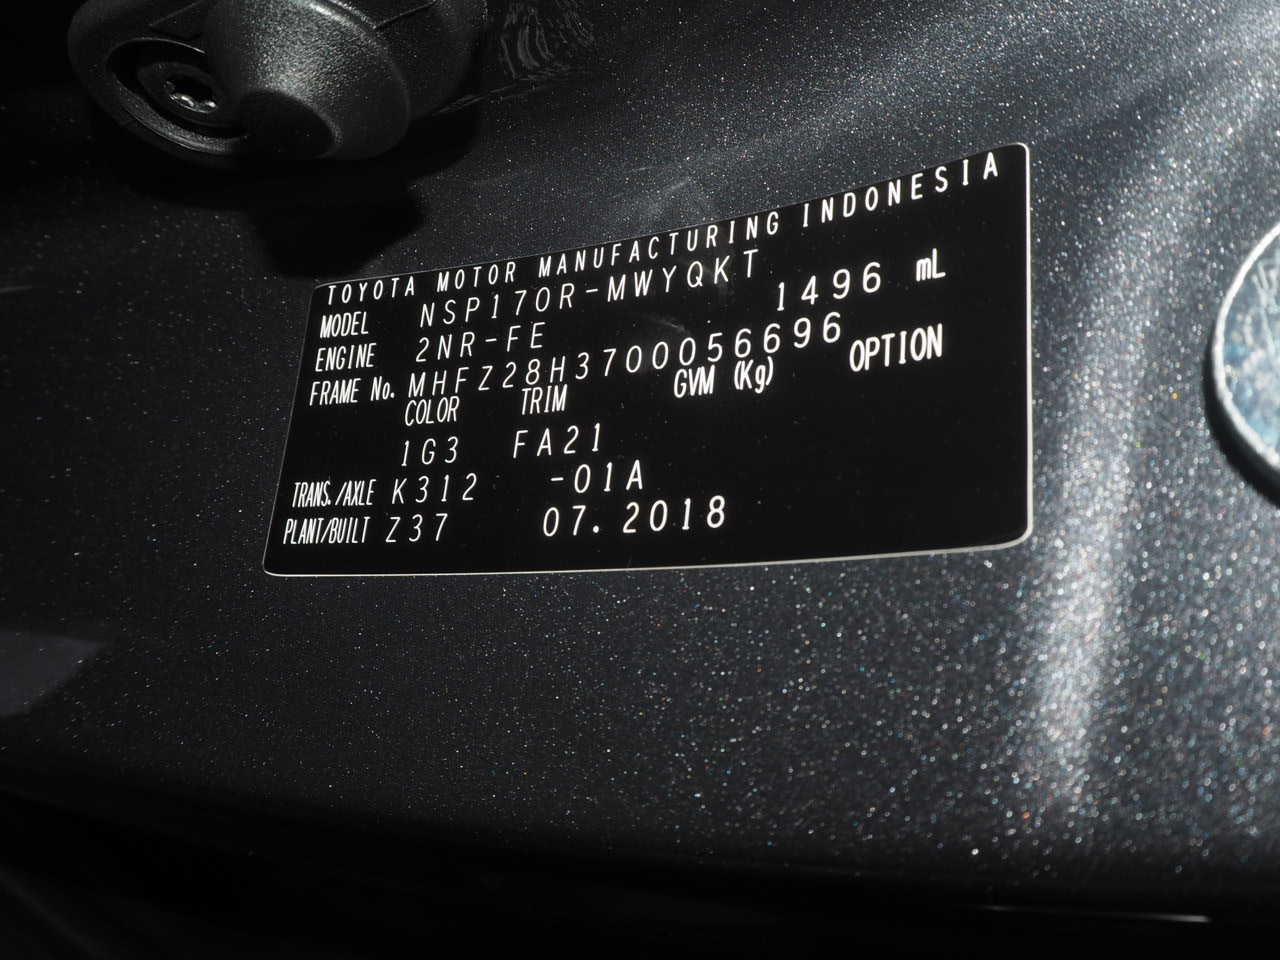 TOYOTA MOTOR MANUFACTURING INDONESIA
MODEL NSP170R-MWYQKT
ENGINE 2NR-FE 1496 mL
FRAME No. MHFZ28H3700056696
COLOR TRIM GVM (Kg) OPTION
1G3 FA21
TRANS./AXLE K312 -01A
PLANT/BUILT Z37 07.2018